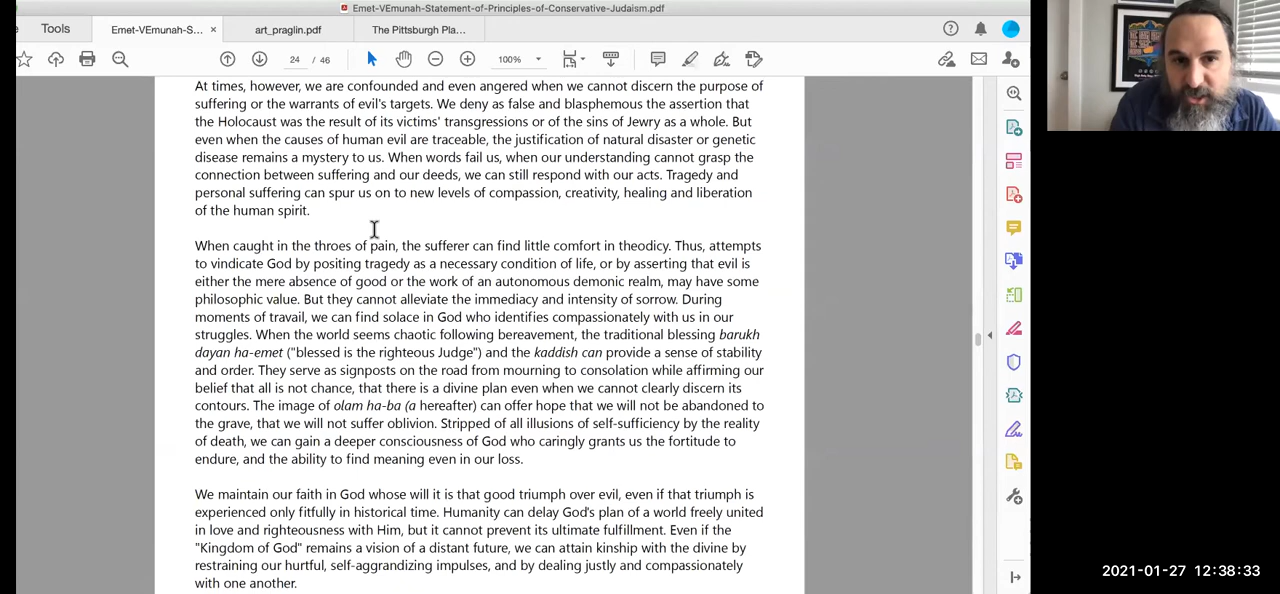 Emet-VEmunah-Statement-of-Principles-of-Conservative-Judaism.pdf
Tools
Emet-VEmunah-S... ×
art_praglin.pdf
The Pittsburgh Pla...
24 / 46
100%
At times, however, we are confounded and even angered when we cannot discern the purpose of
suffering or the warrants of evil's targets. We deny as false and blasphemous the assertion that
the Holocaust was the result of its victims' transgressions or of the sins of Jewry as a whole. But
even when the causes of human evil are traceable, the justification of natural disaster or genetic
disease remains a mystery to us. When words fail us, when our understanding cannot grasp the
connection between suffering and our deeds, we can still respond with our acts. Tragedy and
personal suffering can spur us on to new levels of compassion, creativity, healing and liberation
of the human spirit.
When caught in the throes of pain, the sufferer can find little comfort in theodicy. Thus, attempts
to vindicate God by positing tragedy as a necessary condition of life, or by asserting that evil is
either the mere absence of good or the work of an autonomous demonic realm, may have some
philosophic value. But they cannot alleviate the immediacy and intensity of sorrow. During
moments of travail, we can find solace in God who identifies compassionately with us in our
struggles. When the world seems chaotic following bereavement, the traditional blessing barukh
dayan ha-emet ("blessed is the righteous Judge") and the kaddish can provide a sense of stability
and order. They serve as signposts on the road from mourning to consolation while affirming our
belief that all is not chance, that there is a divine plan even when we cannot clearly discern its
contours. The image of olam ha-ba (a hereafter) can offer hope that we will not be abandoned to
the grave, that we will not suffer oblivion. Stripped of all illusions of self-sufficiency by the reality
of death, we can gain a deeper consciousness of God who caringly grants us the fortitude to
endure, and the ability to find meaning even in our loss.
We maintain our faith in God whose will it is that good triumph over evil, even if that triumph is
experienced only fitfully in historical time. Humanity can delay God's plan of a world freely united
in love and righteousness with Him, but it cannot prevent its ultimate fulfillment. Even if the
"Kingdom of God" remains a vision of a distant future, we can attain kinship with the divine by
restraining our hurtful, self-aggrandizing impulses, and by dealing justly and compassionately
with one another.
2021-01-27 12:38:33